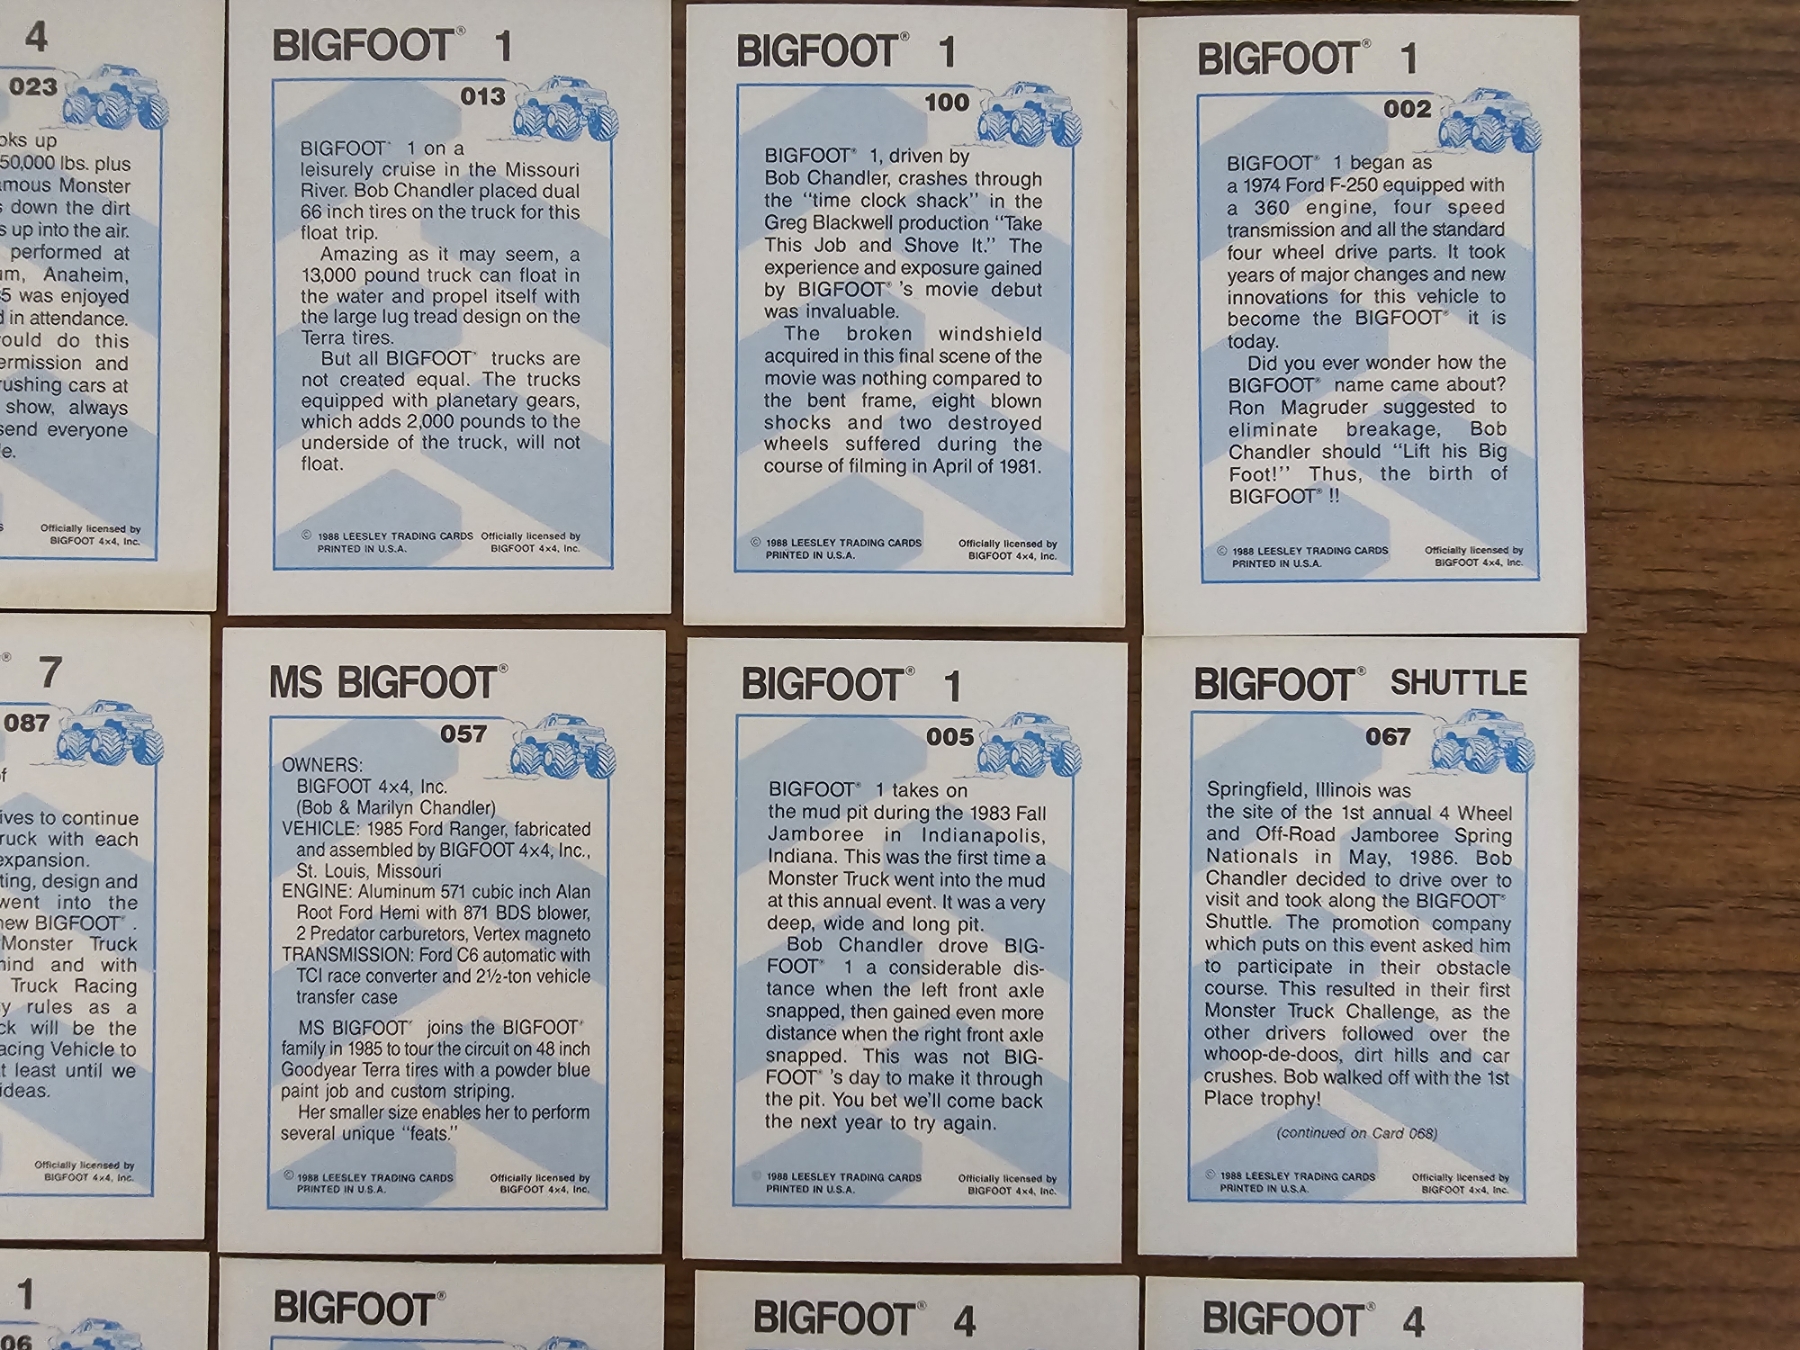 4
023
oks up
50,000 lbs. plus
amous Monster
s down the dirt
s up into the air.
performed at
um, Anaheim,
5 was enjoyed
d in attendance.
ould do this
ermission and
rushing cars at
show, always
send everyone
e.
s
Officially licensed by
BIGFOOT 4x4, Inc.
BIGFOOT® 1
013
BIGFOOT® 1 on a
leisurely cruise in the Missouri
River. Bob Chandler placed dual
66 inch tires on the truck for this
float trip.
Amazing as it may seem, a
13,000 pound truck can float in
the water and propel itself with
the large lug tread design on the
Terra tires.
But all BIGFOOT® trucks are
not created equal. The trucks
equipped with planetary gears,
which adds 2,000 pounds to the
underside of the truck, will not
float.
© 1988 LEESLEY TRADING CARDS
PRINTED IN U.S.A.
Officially licensed by
BIGFOOT 4x4, Inc.
BIGFOOT® 1
100
BIGFOOT® 1, driven by
Bob Chandler, crashes through
the "time clock shack" in the
Greg Blackwell production "Take
This Job and Shove It." The
experience and exposure gained
by BIGFOOT® 's movie debut
was invaluable.
The broken windshield
acquired in this final scene of the
movie was nothing compared to
the bent frame, eight blown
shocks and two destroyed
wheels suffered during the
course of filming in April of 1981.
© 1988 LEESLEY TRADING CARDS
PRINTED IN U.S.A.
Officially licensed by
BIGFOOT 4x4, Inc.
BIGFOOT® 1
002
BIGFOOT® 1 began as
a 1974 Ford F-250 equipped with
a 360 engine, four speed
transmission and all the standard
four wheel drive parts. It took
years of major changes and new
innovations for this vehicle to
become the BIGFOOT® it is
today.
Did you ever wonder how the
BIGFOOT® name came about?
Ron Magruder suggested to
eliminate breakage, Bob
Chandler should "Lift his Big
Foot!" Thus, the birth of
BIGFOOT® !!
© 1988 LEESLEY TRADING CARDS
PRINTED IN U.S.A.
Officially licensed by
BIGFOOT 4x4, Inc.
® 7
087
of
ives to continue
ruck with each
expansion.
ting, design and
went into the
new BIGFOOT®.
Monster Truck
mind and with
Truck Racing
y rules as a
ck will be the
acing Vehicle to
t least until we
ideas.
Officially licensed by
BIGFOOT 4x4, Inc.
MS BIGFOOT®
057
OWNERS:
BIGFOOT 4×4, Inc.
(Bob & Marilyn Chandler)
VEHICLE: 1985 Ford Ranger, fabricated
and assembled by BIGFOOT 4×4, Inc.,
St. Louis, Missouri
ENGINE: Aluminum 571 cubic inch Alan
Root Ford Hemi with 871 BDS blower,
2 Predator carburetors, Vertex magneto
TRANSMISSION: Ford C6 automatic with
TCI race converter and 2½-ton vehicle
transfer case
MS BIGFOOT® joins the BIGFOOT®
family in 1985 to tour the circuit on 48 inch
Goodyear Terra tires with a powder blue
paint job and custom striping.
Her smaller size enables her to perform
several unique "feats."
© 1988 LEESLEY TRADING CARDS
PRINTED IN U.S.A.
Officially licensed by
BIGFOOT 4x4, Inc.
BIGFOOT® 1
005
BIGFOOT® 1 takes on
the mud pit during the 1983 Fall
Jamboree in Indianapolis,
Indiana. This was the first time a
Monster Truck went into the mud
at this annual event. It was a very
deep, wide and long pit.
Bob Chandler drove BIG-
FOOT® 1 a considerable dis-
tance when the left front axle
snapped, then gained even more
distance when the right front axle
snapped. This was not BIG-
FOOT® 's day to make it through
the pit. You bet we'll come back
the next year to try again.
© 1988 LEESLEY TRADING CARDS
PRINTED IN U.S.A.
Officially licensed by
BIGFOOT 4x4, Inc.
BIGFOOT® SHUTTLE
067
Springfield, Illinois was
the site of the 1st annual 4 Wheel
and Off-Road Jamboree Spring
Nationals in May, 1986. Bob
Chandler decided to drive over to
visit and took along the BIGFOOT®
Shuttle. The promotion company
which puts on this event asked him
to participate in their obstacle
course. This resulted in their first
Monster Truck Challenge, as the
other drivers followed over the
whoop-de-doos, dirt hills and car
crushes. Bob walked off with the 1st
Place trophy!
(continued on Card 068)
© 1988 LEESLEY TRADING CARDS
PRINTED IN U.S.A.
Officially licensed by
BIGFOOT 4x4, Inc.
1
06
BIGFOOT®
BIGFOOT® 4
BIGFOOT® 4